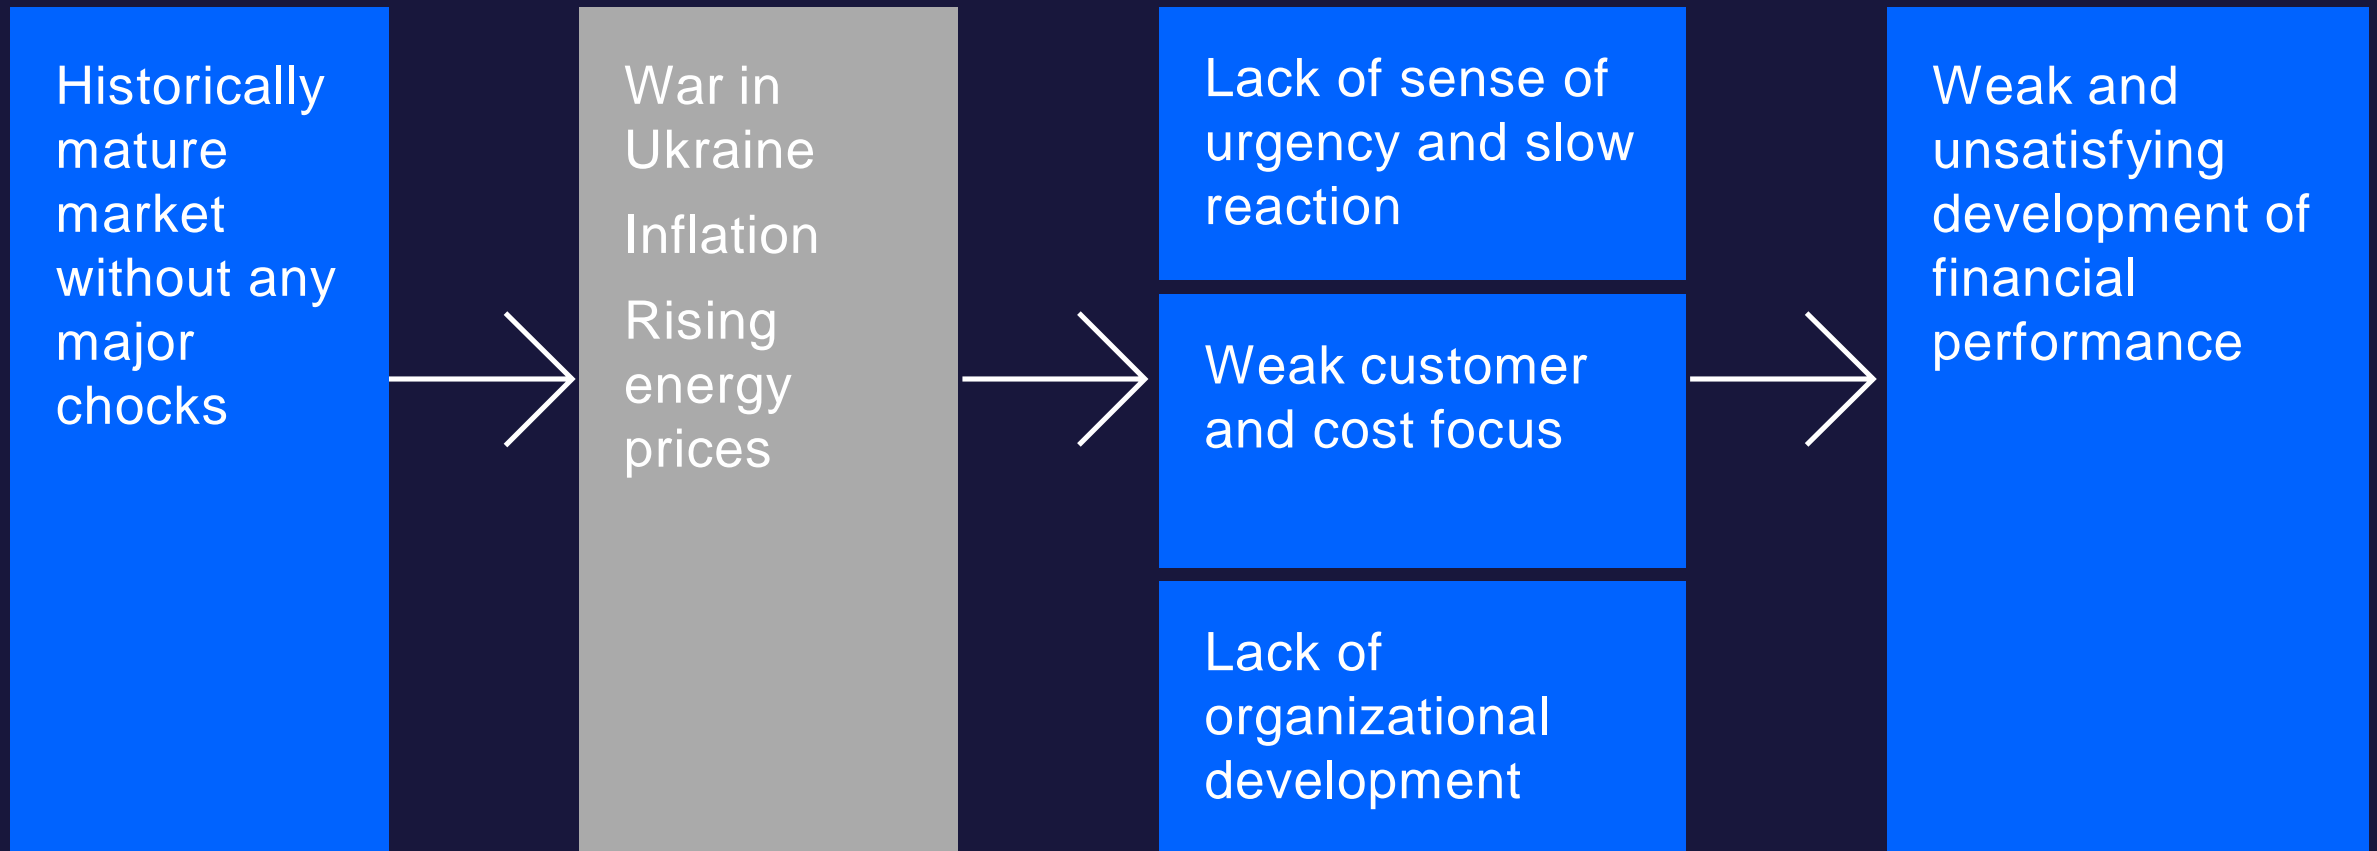 Historically
mature
market
without any
major
chocks
War in
Ukraine
Inflation
Rising
energy
prices
Lack of sense of
urgency and slow
reaction
Weak customer
and cost focus
Lack of
organizational
development
Weak and
unsatisfying
development of
financial
performance